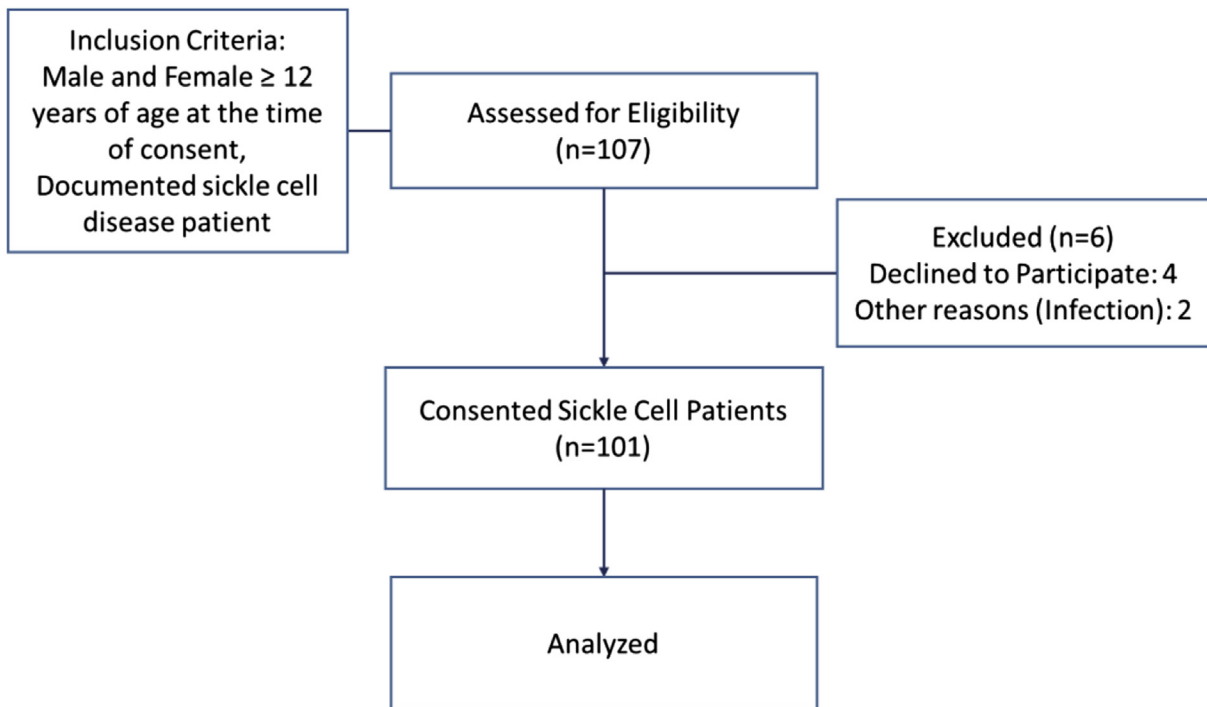 Inclusion Criteria:
Male and Female ≥ 12
years of age at the time
of consent,
Documented sickle cell
disease patient
Assessed for Eligibility
(n=107)
Excluded (n=6)
Declined to Participate: 4
Other reasons (Infection): 2
Consented Sickle Cell Patients
(n=101)
Analyzed